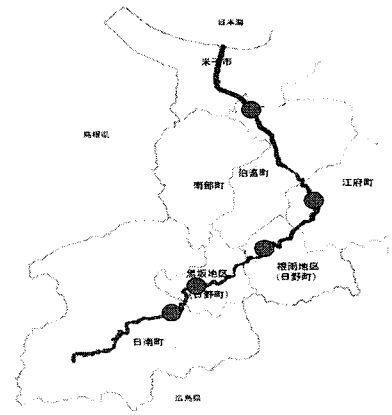 日本海
米子市
島根県
南部町
伯耆町
江府町
黒坂地区
(日野町)
根雨地区
(日野町)
日南町
広島県